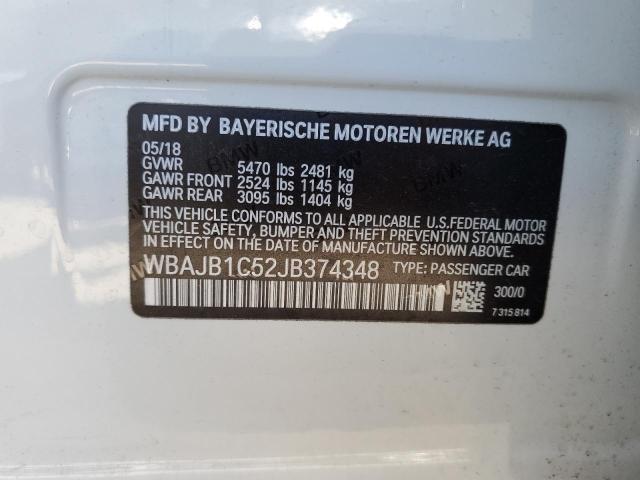 MFD BY BAYERISCHE MOTOREN WERKE AG
05/18
GVWR 5470 lbs 2481 kg
GAWR FRONT 2524 lbs 1145 kg
GAWR REAR 3095 lbs 1404 kg
THIS VEHICLE CONFORMS TO ALL APPLICABLE U.S.FEDERAL MOTOR
VEHICLE SAFETY, BUMPER AND THEFT PREVENTION STANDARDS
IN EFFECT ON THE DATE OF MANUFACTURE SHOWN ABOVE.
WBAJB1C52JB374348 TYPE: PASSENGER CAR
300/0
7 315 814